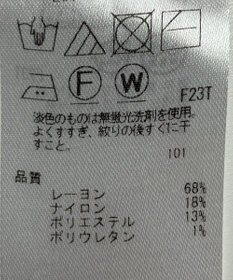 F W F23T
淡色のものは無蛍光洗剤を使用。
よくすすぎ、絞りの後すぐに干
すこと。
101
品質
レーヨン 68%
ナイロン 18%
ポリエステル 13%
ポリウレタン 1%